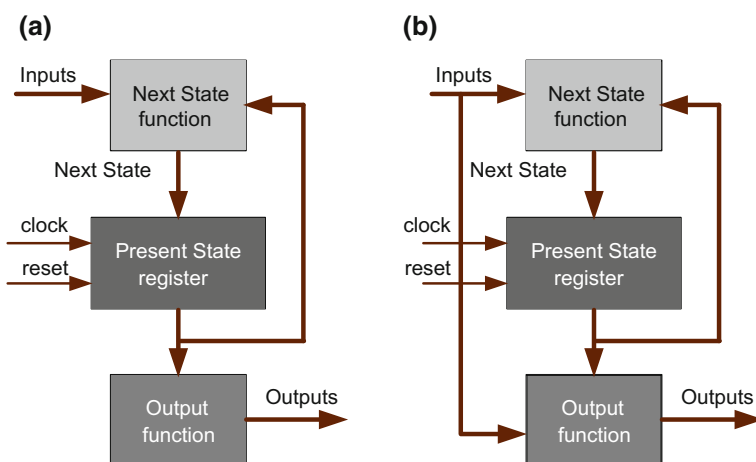 (a)
Inputs
Next State
function
Next State
clock
reset
Present State
register
Output
function
Outputs
(b)
Inputs
Next State
function
Next State
clock
reset
Present State
register
Output
function
Outputs